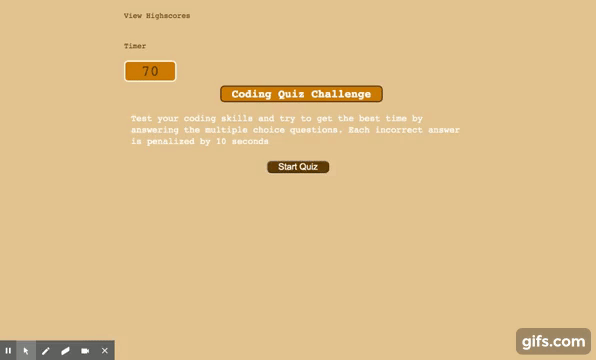 View Highscores
Timer
70
Coding Quiz Challenge
Test your coding skills and try to get the best time by
answering the multiple choice questions. Each incorrect answer
is penalized by 10 seconds
Start Quiz
gifs.com